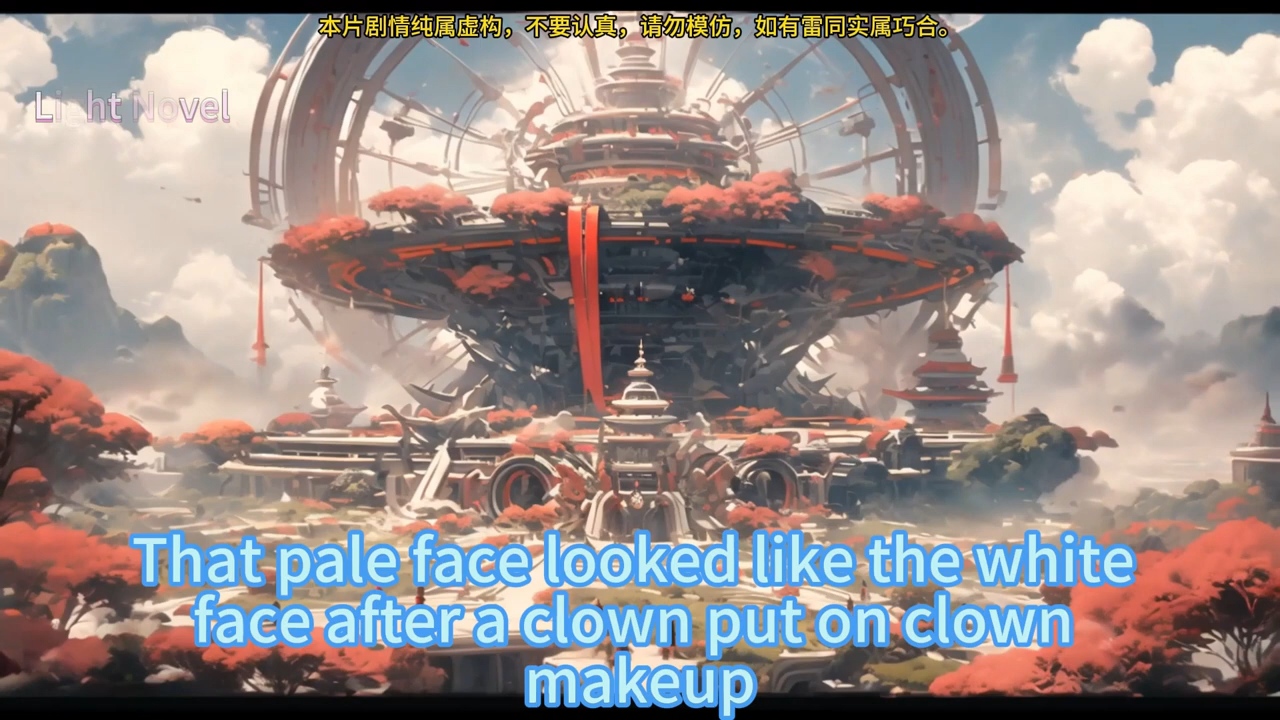 本片剧情纯属虚构，不要认真，请勿模仿，如有雷同实属巧合。
Light Novel
That pale face looked like the white
face after a clown put on clown
makeup